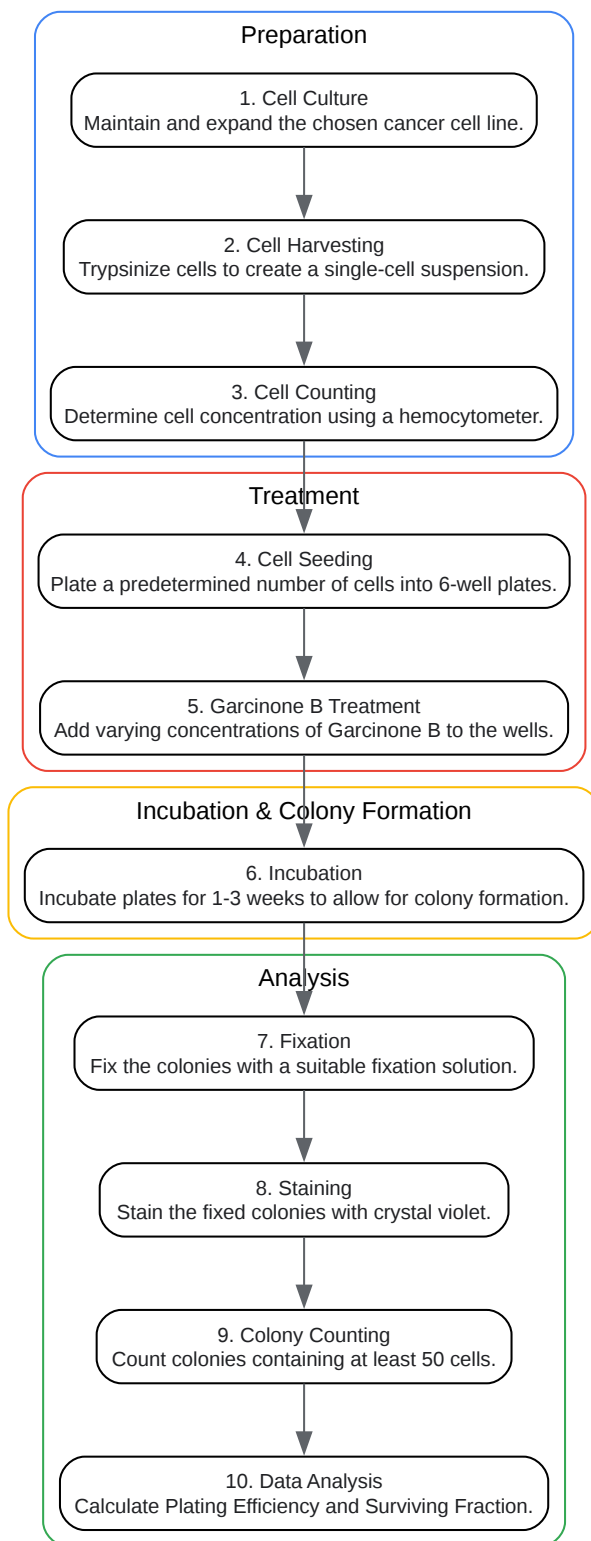 Preparation
1. Cell Culture
Maintain and expand the chosen cancer cell line.
2. Cell Harvesting
Trypsinize cells to create a single-cell suspension.
3. Cell Counting
Determine cell concentration using a hemocytometer.
Treatment
4. Cell Seeding
Plate a predetermined number of cells into 6-well plates.
5. Garcinone B Treatment
Add varying concentrations of Garcinone B to the wells.
Incubation & Colony Formation
6. Incubation
Incubate plates for 1-3 weeks to allow for colony formation.
Analysis
7. Fixation
Fix the colonies with a suitable fixation solution.
8. Staining
Stain the fixed colonies with crystal violet.
9. Colony Counting
Count colonies containing at least 50 cells.
10. Data Analysis
Calculate Plating Efficiency and Surviving Fraction.